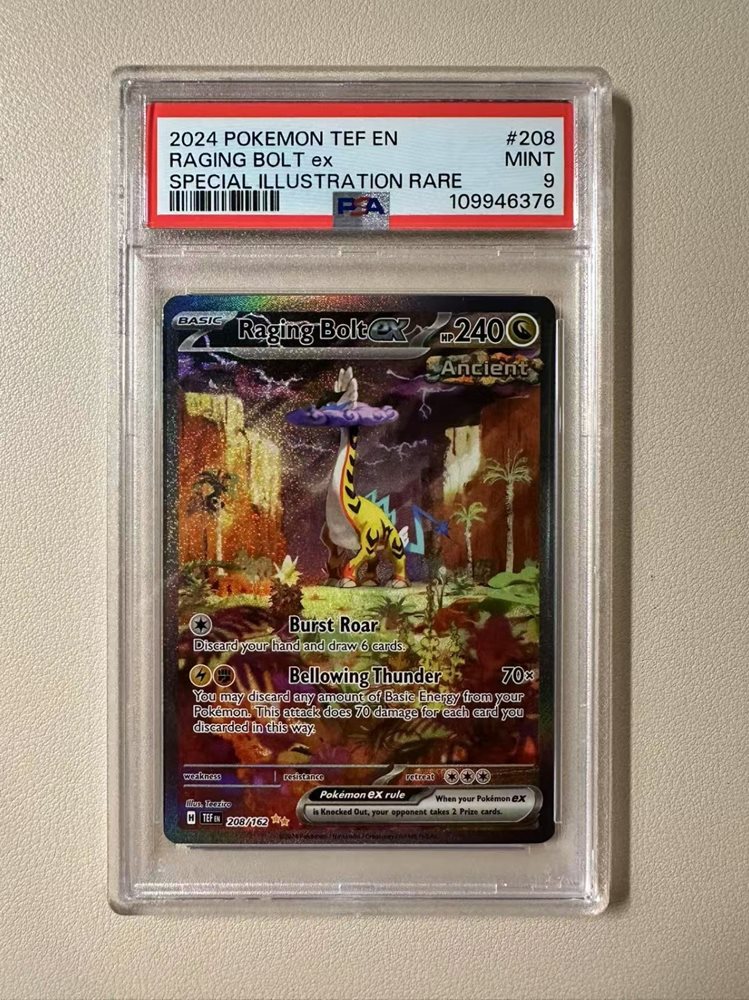 2024 POKEMON TEF EN #208
RAGING BOLT ex MINT
SPECIAL ILLUSTRATION RARE 9
PSA 109946376
BASIC Raging Bolt ex HP 240
Ancient
Burst Roar
Discard your hand and draw 6 cards.
Bellowing Thunder 70×
You may discard any amount of Basic Energy from your
Pokémon. This attack does 70 damage for each card you
discarded in this way.
weakness resistance retreat
Illus. Teeziro
Pokémon ex rule When your Pokémon ex
is Knocked Out, your opponent takes 2 Prize cards.
H TEF EN 208/162